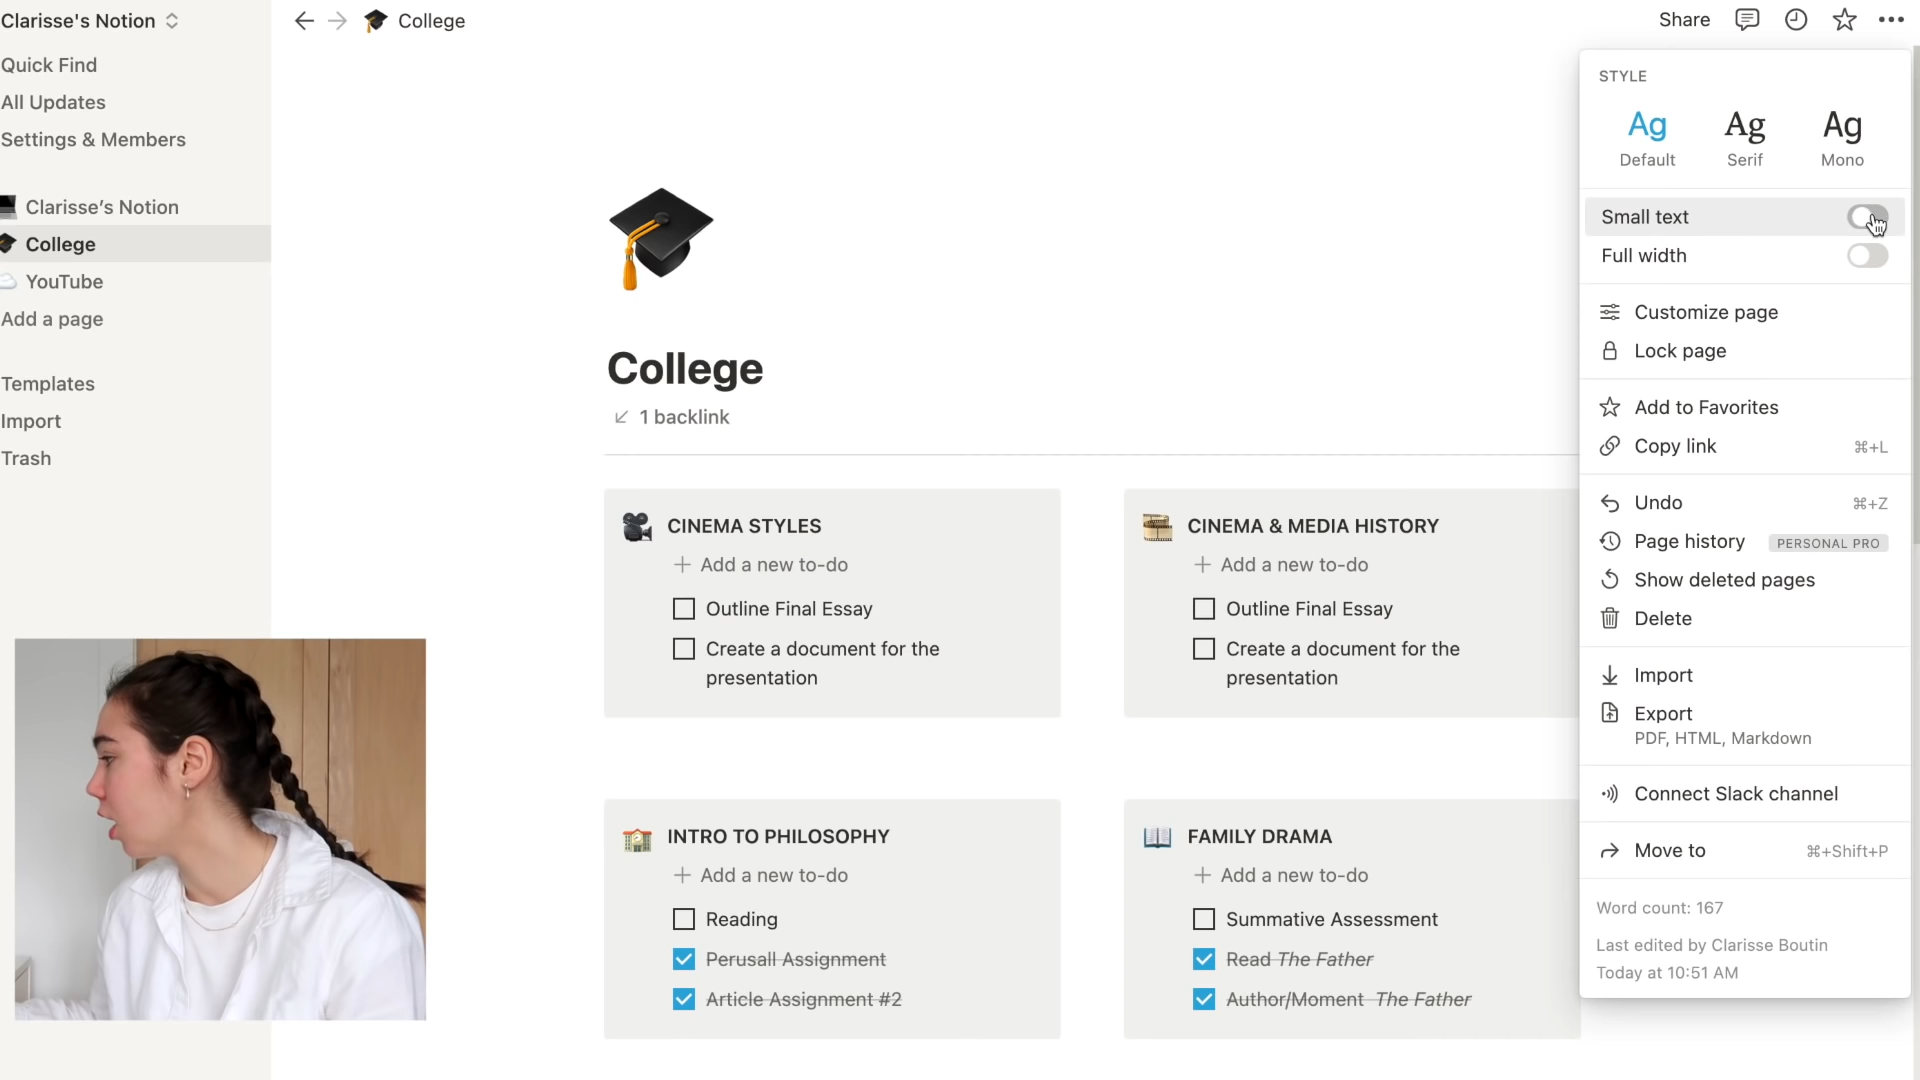 Clarisse's Notion
College
Share
Quick Find
All Updates
Settings & Members
Clarisse's Notion
College
YouTube
Add a page
Templates
Import
Trash
College
1 backlink
CINEMA STYLES
Add a new to-do
Outline Final Essay
Create a document for the
presentation
CINEMA & MEDIA HISTORY
Add a new to-do
Outline Final Essay
Create a document for the
presentation
INTRO TO PHILOSOPHY
Add a new to-do
Reading
Perusall Assignment
Article Assignment #2
FAMILY DRAMA
Add a new to-do
Summative Assessment
Read The Father
Author/Moment The Father
STYLE
Ag Ag Ag
Default Serif Mono
Small text
Full width
Customize page
Lock page
Add to Favorites
Copy link ⌘+L
Undo ⌘+Z
Page history PERSONAL PRO
Show deleted pages
Delete
Import
Export
PDF, HTML, Markdown
Connect Slack channel
Move to ⌘+Shift+P
Word count: 167
Last edited by Clarisse Boutin
Today at 10:51 AM